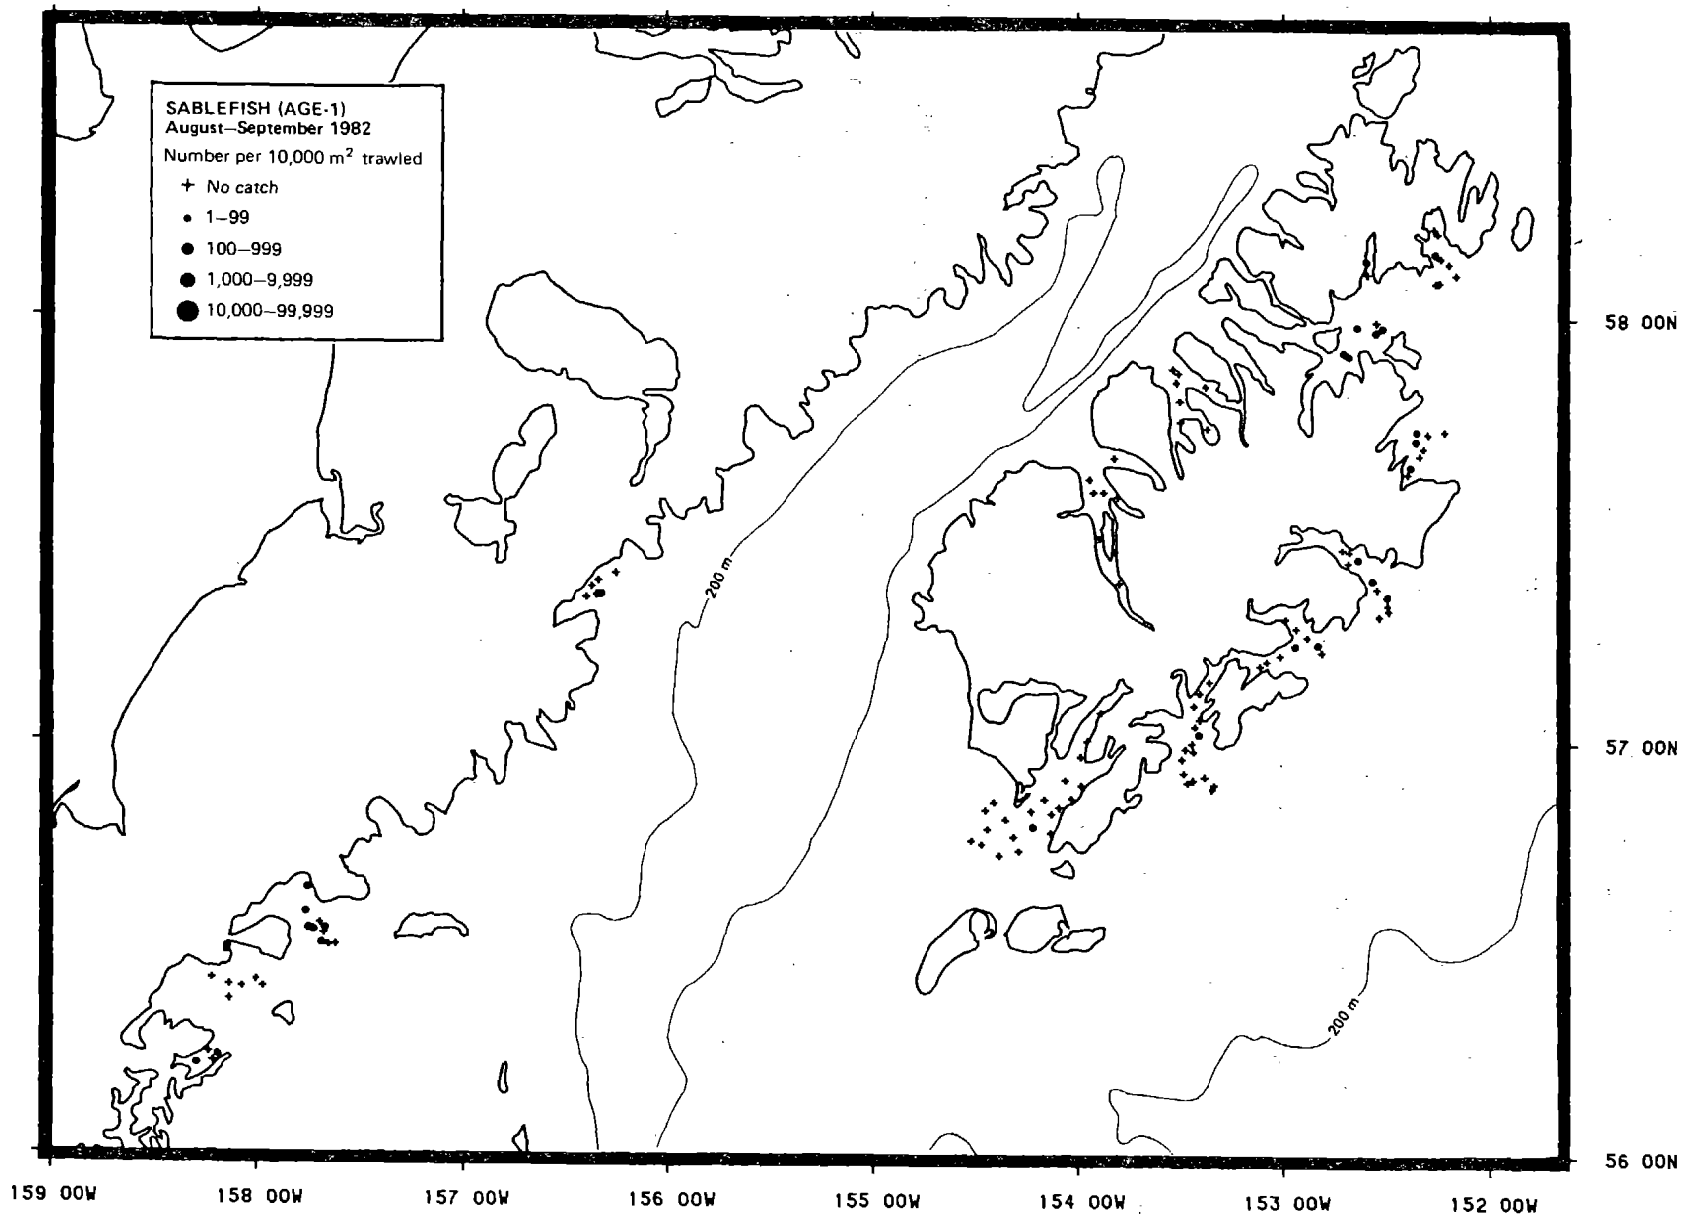 SABLEFISH (AGE-1)
August—September 1982
Number per 10,000 m² trawled
+ No catch
1—99
100—999
1,000—9,999
10,000—99,999
58 00N
200 m
57 00N
200 m
56 00N
159 00W 158 00W 157 00W 156 00W 155 00W 154 00W 153 00W 152 00W